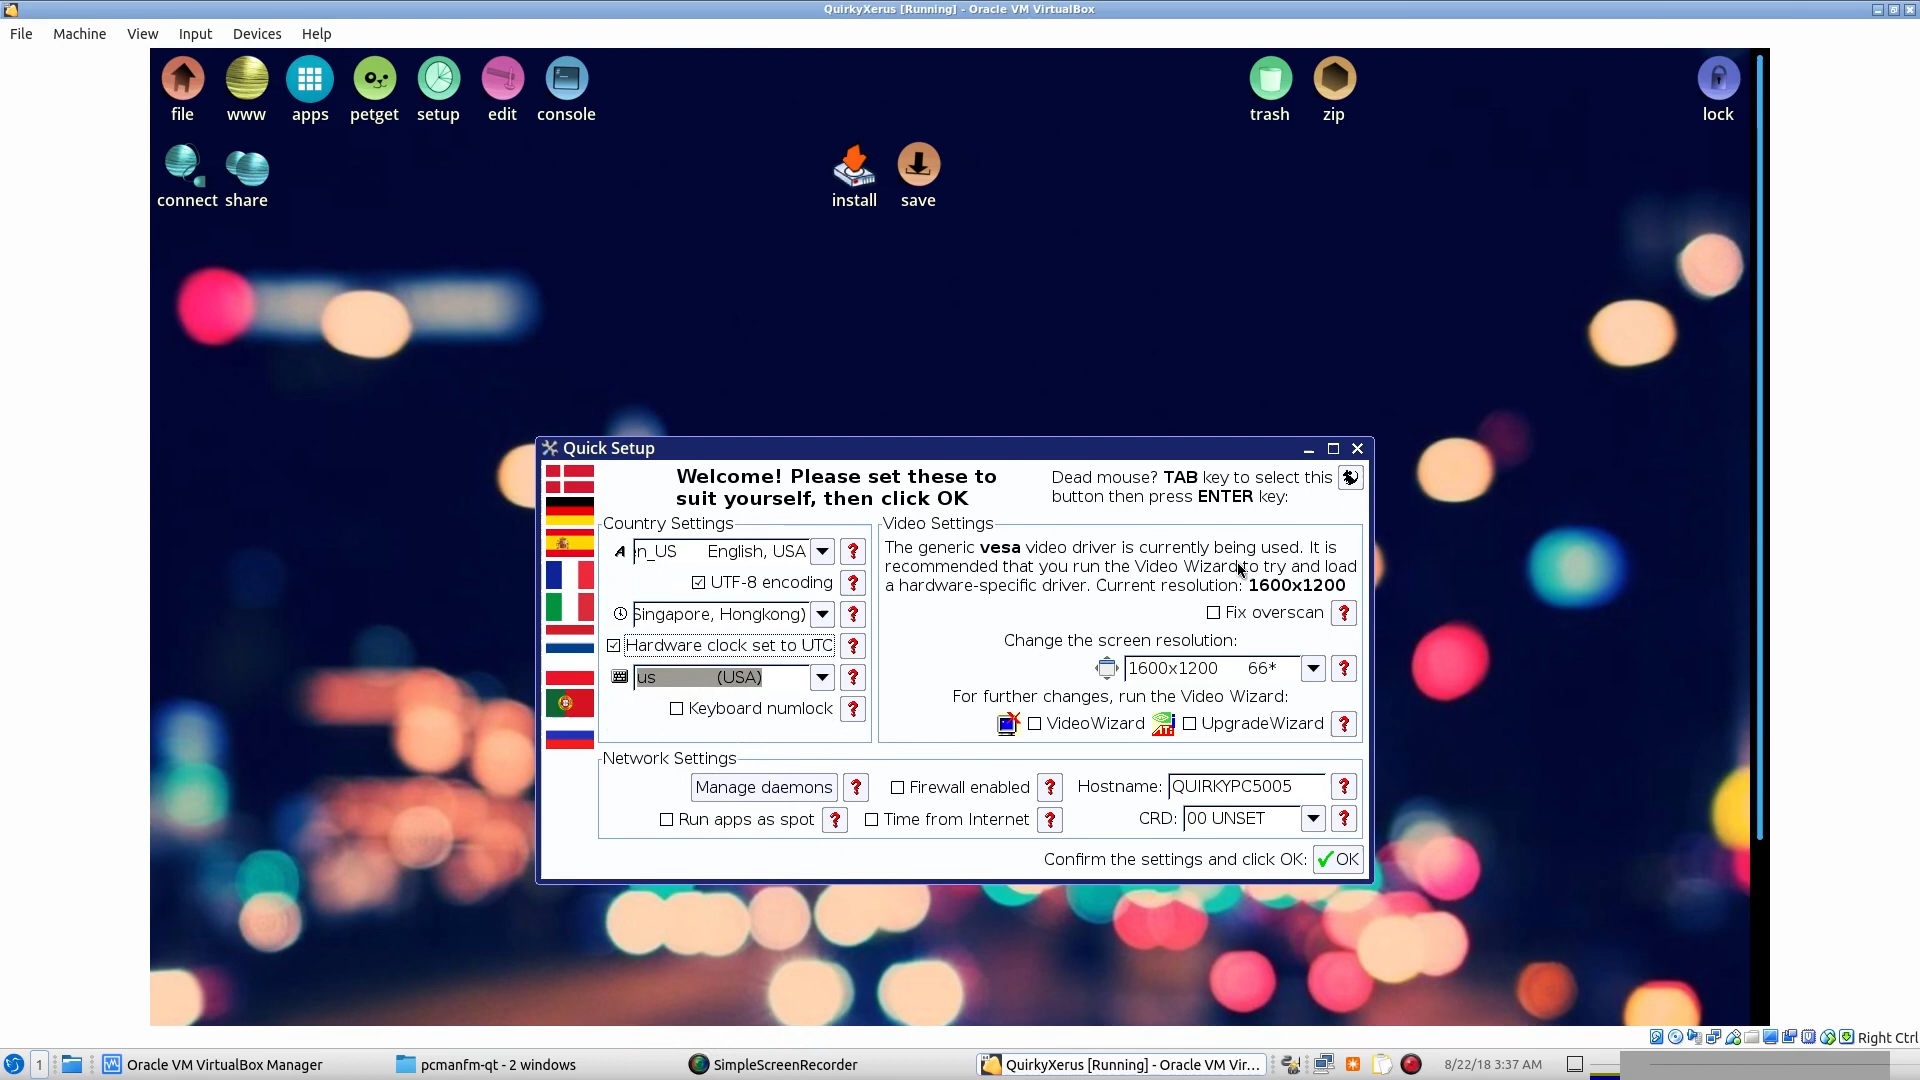 QuirkyXerus [Running] - Oracle VM VirtualBox
File Machine View Input Devices Help
file www apps petget setup edit console trash zip lock
connect share install save
Quick Setup
Welcome! Please set these to
suit yourself, then click OK
Dead mouse? TAB key to select this
button then press ENTER key:
Country Settings
n_US English, USA
UTF-8 encoding
Singapore, Hongkong)
Hardware clock set to UTC
us (USA)
Keyboard numlock
Video Settings
The generic vesa video driver is currently being used. It is
recommended that you run the Video Wizard to try and load
a hardware-specific driver. Current resolution: 1600x1200
Fix overscan
Change the screen resolution:
1600x1200 66*
For further changes, run the Video Wizard:
VideoWizard UpgradeWizard
Network Settings
Manage daemons Firewall enabled Hostname: QUIRKYPC5005
Run apps as spot Time from Internet CRD: 00 UNSET
Confirm the settings and click OK: OK
Right Ctrl
1 Oracle VM VirtualBox Manager pcmanfm-qt - 2 windows SimpleScreenRecorder QuirkyXerus [Running] - Oracle VM Vir... 8/22/18 3:37 AM